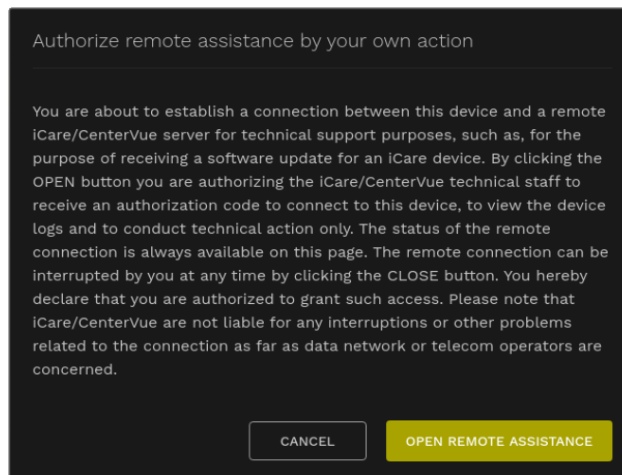 Authorize remote assistance by your own action
You are about to establish a connection between this device and a remote
iCare/CenterVue server for technical support purposes, such as, for the
purpose of receiving a software update for an iCare device. By clicking the
OPEN button you are authorizing the iCare/CenterVue technical staff to
receive an authorization code to connect to this device, to view the device
logs and to conduct technical action only. The status of the remote
connection is always available on this page. The remote connection can be
interrupted by you at any time by clicking the CLOSE button. You hereby
declare that you are authorized to grant such access. Please note that
iCare/CenterVue are not liable for any interruptions or other problems
related to the connection as far as data network or telecom operators are
concerned.
CANCEL
OPEN REMOTE ASSISTANCE